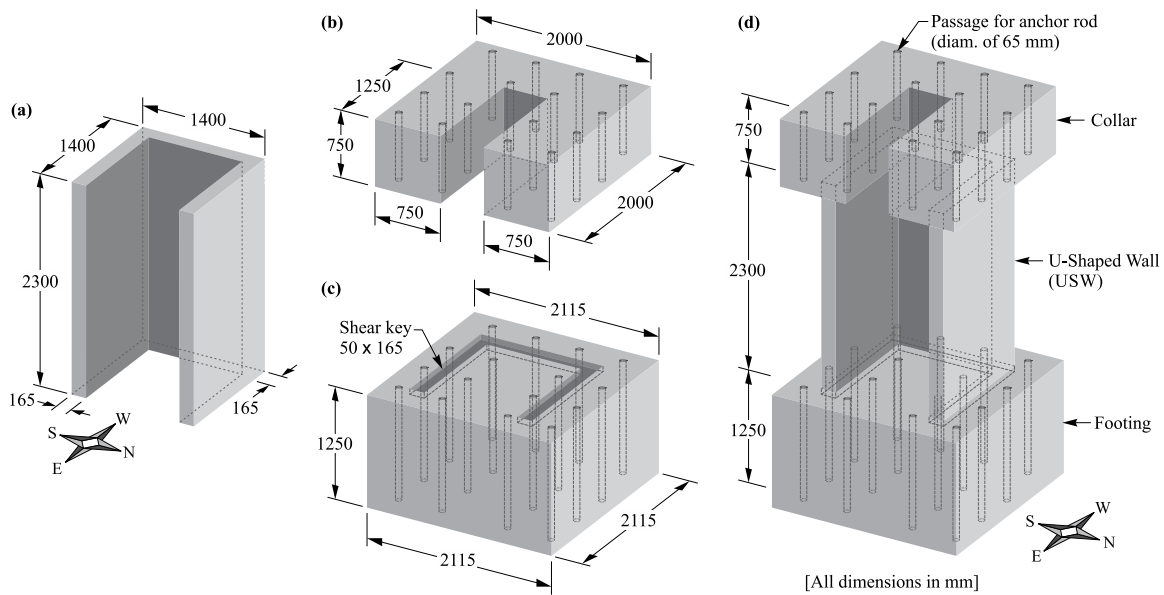 (a)
1400
1400
2300
165
165
S
W
E
N
(b)
2000
1250
750
750
750
2000
(c)
2115
Shear key
50 x 165
1250
2115
2115
(d)
Passage for anchor rod
(diam. of 65 mm)
750
Collar
2300
U-Shaped Wall
(USW)
1250
Footing
S
W
E
N
[All dimensions in mm]